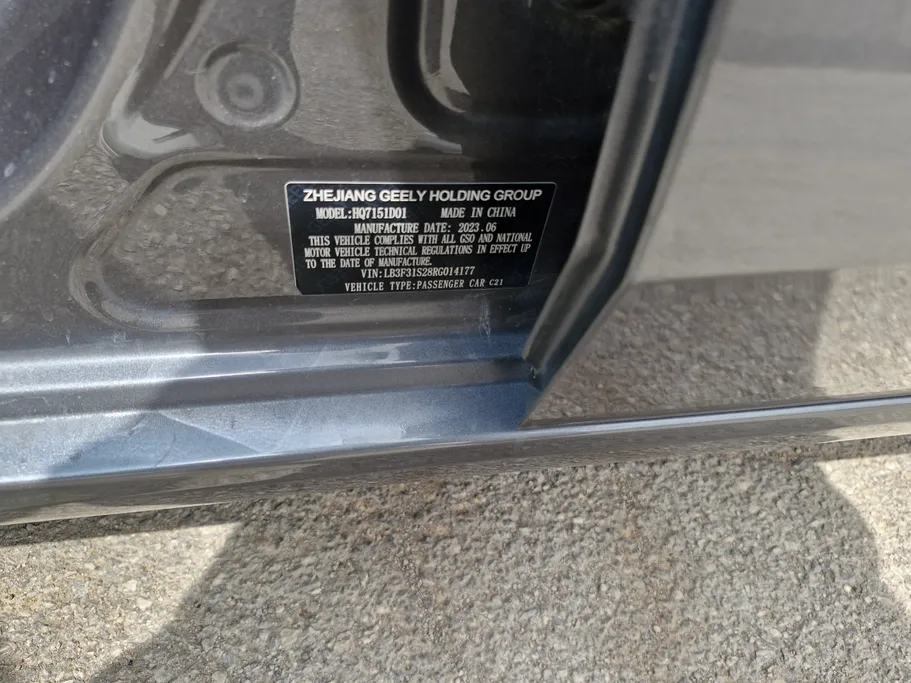 ZHEJIANG GEELY HOLDING GROUP
MODEL:HQ7151D01 MADE IN CHINA
MANUFACTURE DATE: 2023.06
THIS VEHICLE COMPLIES WITH ALL GSO AND NATIONAL
MOTOR VEHICLE TECHNICAL REGULATIONS IN EFFECT UP
TO THE DATE OF MANUFACTURE.
VIN:LB3F31S28RG014177
VEHICLE TYPE:PASSENGER CAR C21